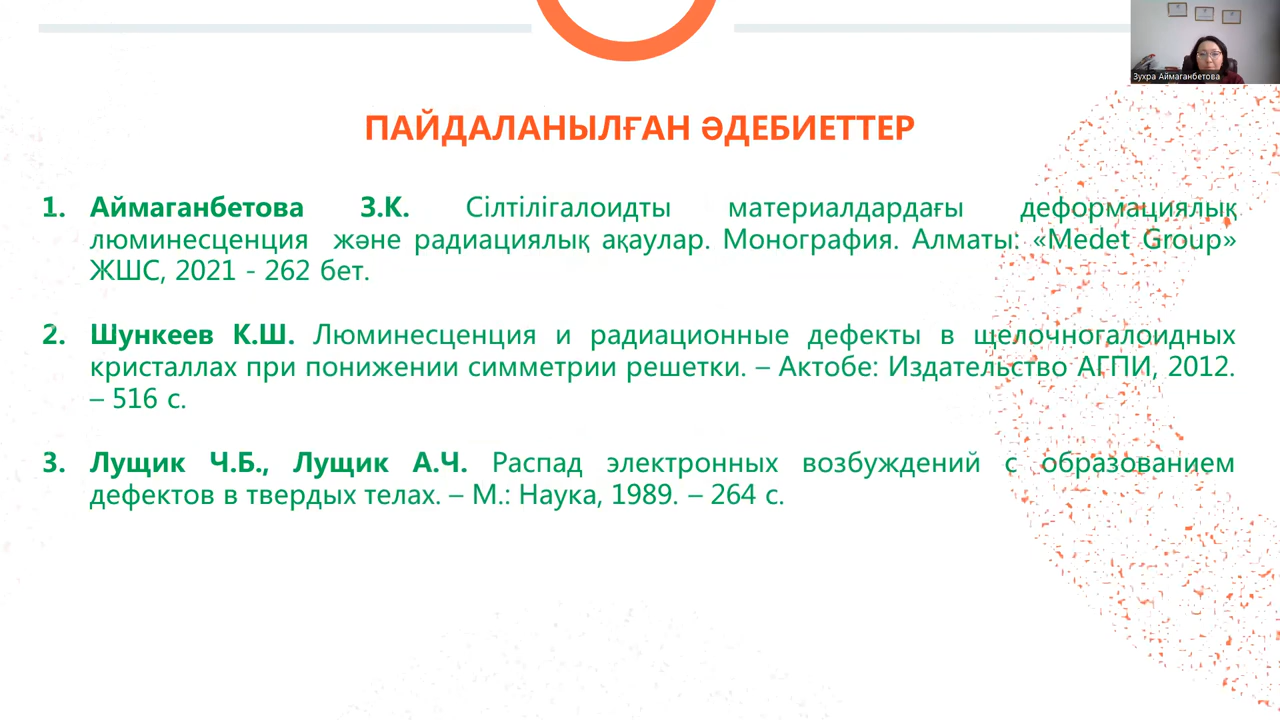 Зухра Аймаганбетова
ПАЙДАЛАНЫЛҒАН ӘДЕБИЕТТЕР
1. Аймаганбетова З.К. Сілтілігалоидты материалдардағы деформациялық
люминесценция және радиациялық ақаулар. Монография. Алматы: «Medet Group»
ЖШС, 2021 - 262 бет.
2. Шункеев К.Ш. Люминесценция и радиационные дефекты в щелочногалоидных
кристаллах при понижении симметрии решетки. – Актобе: Издательство АГПИ, 2012.
– 516 с.
3. Лущик Ч.Б., Лущик А.Ч. Распад электронных возбуждений с образованием
дефектов в твердых телах. – М.: Наука, 1989. – 264 с.